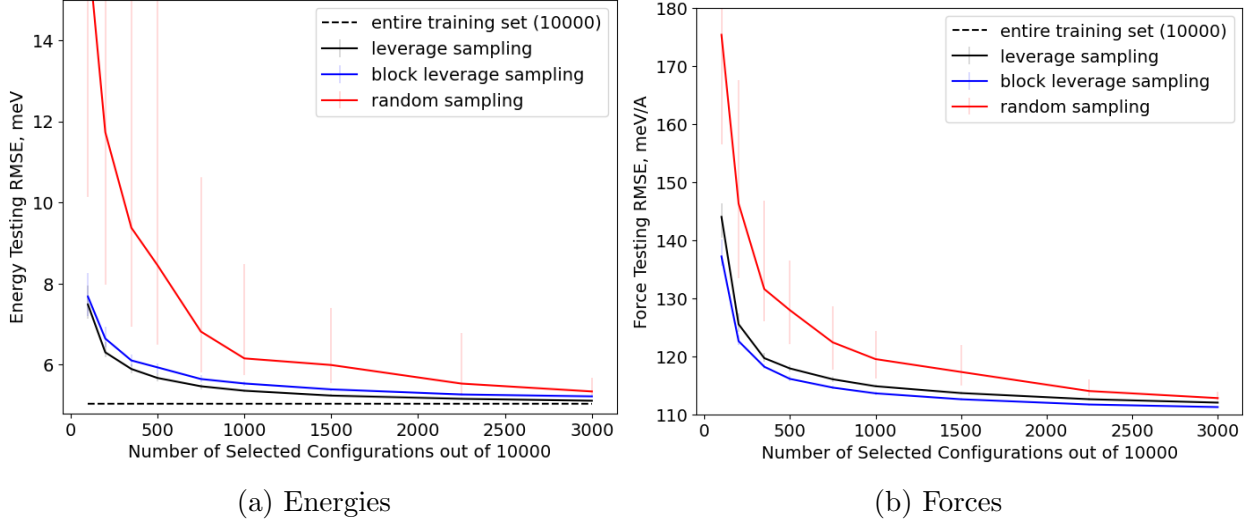 entire training set (10000)
leverage sampling
block leverage sampling
random sampling
14
12
10
8
6
Energy Testing RMSE, meV
0 500 1000 1500 2000 2500 3000
Number of Selected Configurations out of 10000
(a) Energies
entire training set (10000)
leverage sampling
block leverage sampling
random sampling
180
170
160
150
140
130
120
110
Force Testing RMSE, meV/A
0 500 1000 1500 2000 2500 3000
Number of Selected Configurations out of 10000
(b) Forces